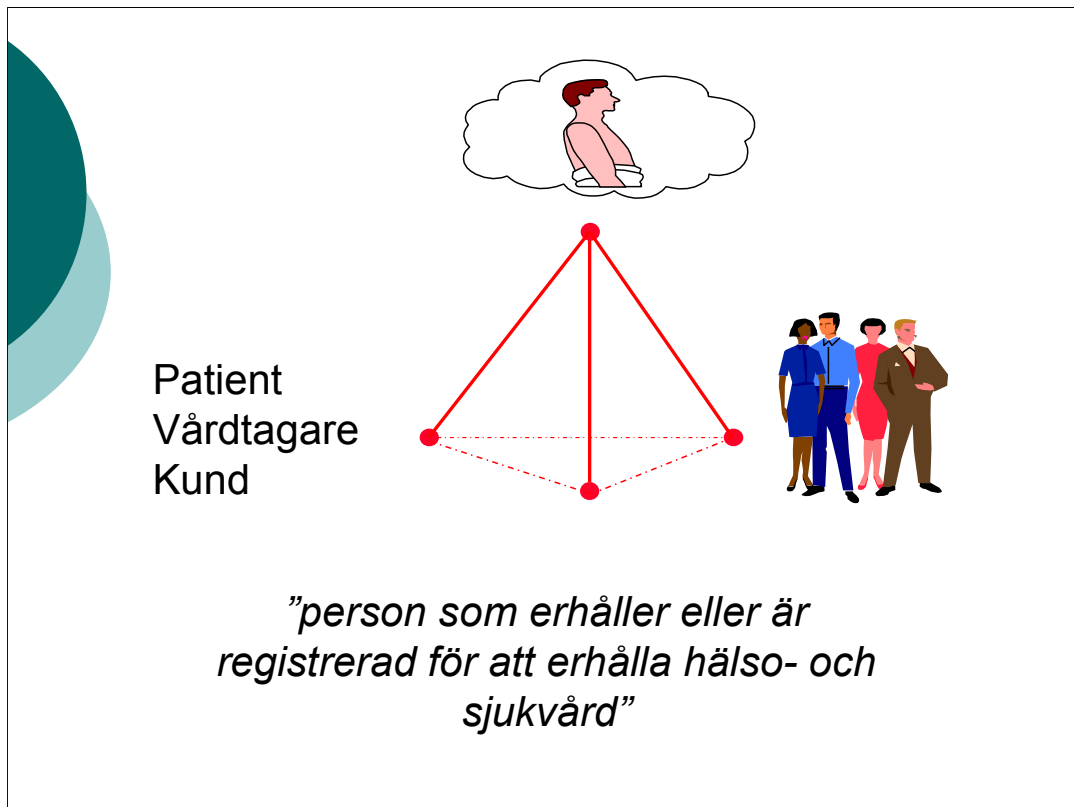 Patient
Vårdtagare
Kund
”person som erhåller eller är
registrerad för att erhålla hälso- och
sjukvård”